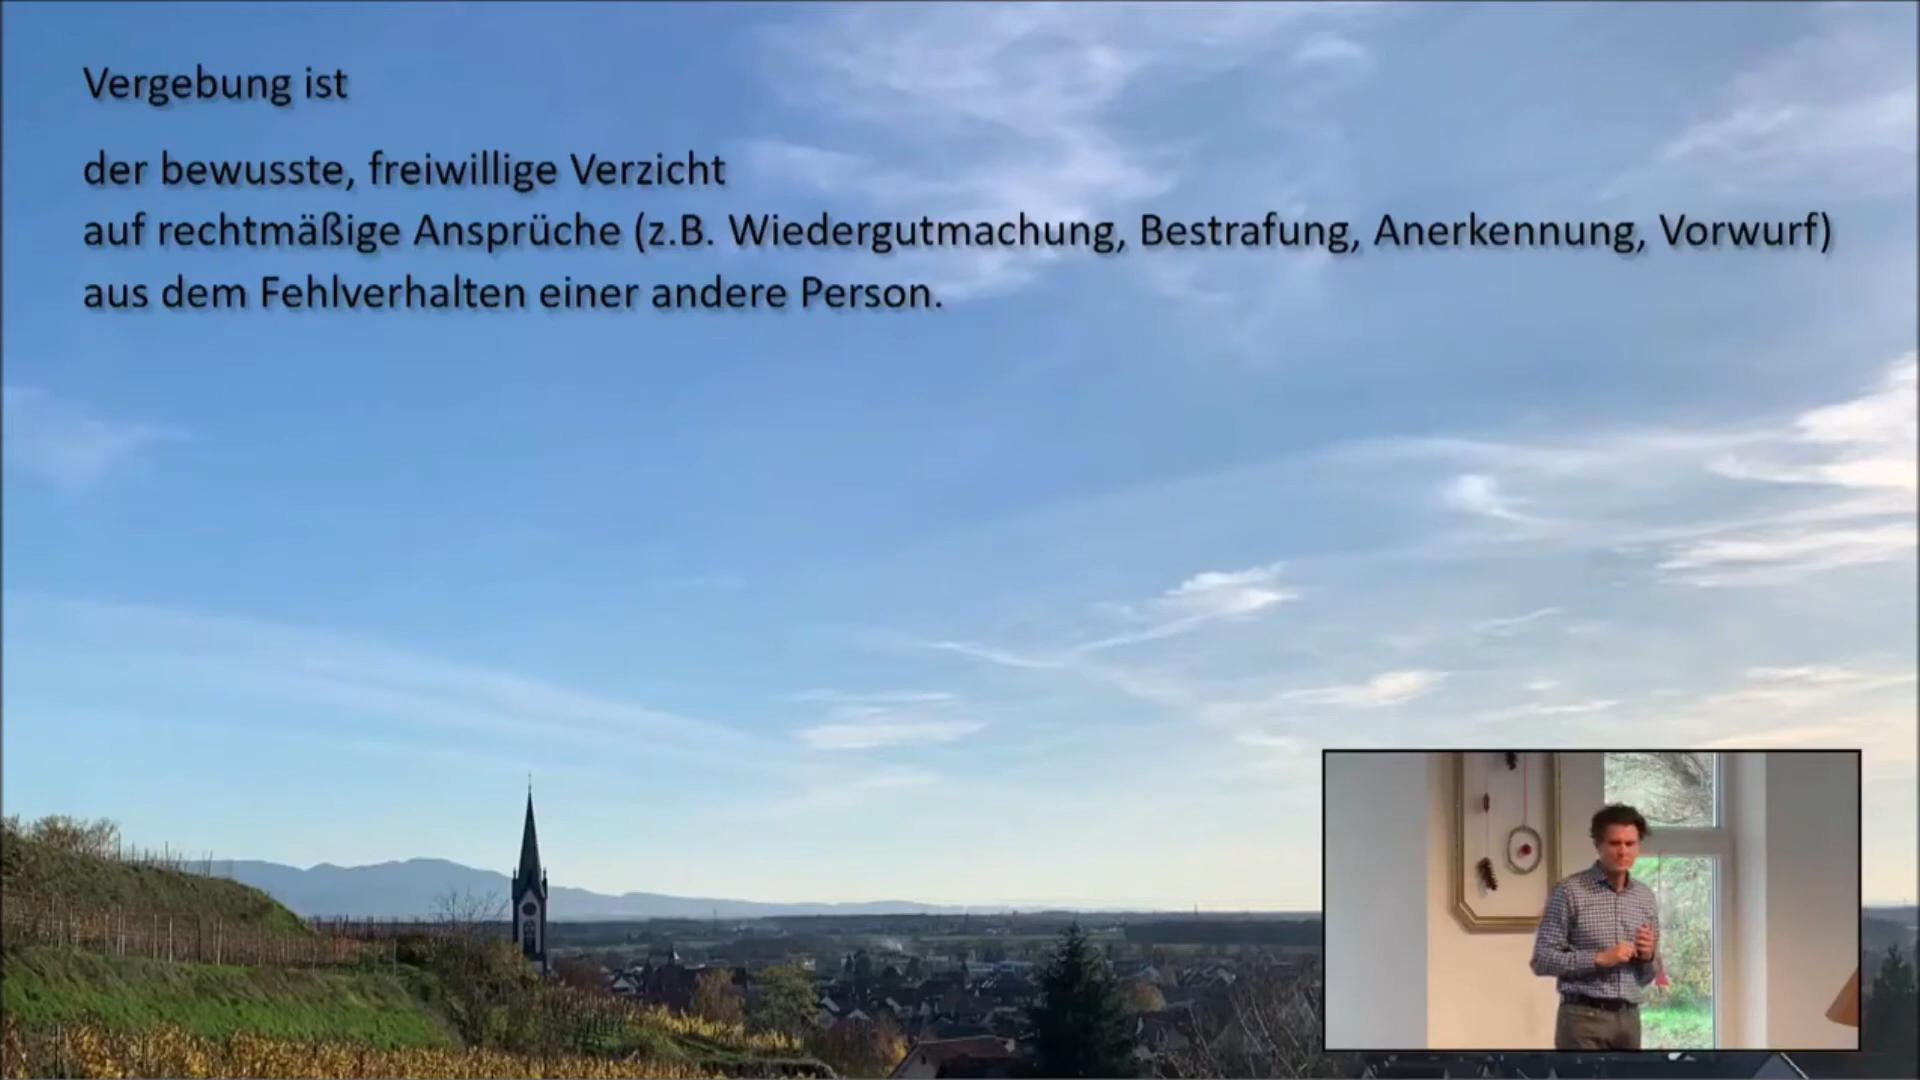 Vergebung ist
der bewusste, freiwillige Verzicht
auf rechtmäßige Ansprüche (z.B. Wiedergutmachung, Bestrafung, Anerkennung, Vorwurf)
aus dem Fehlverhalten einer andere Person.